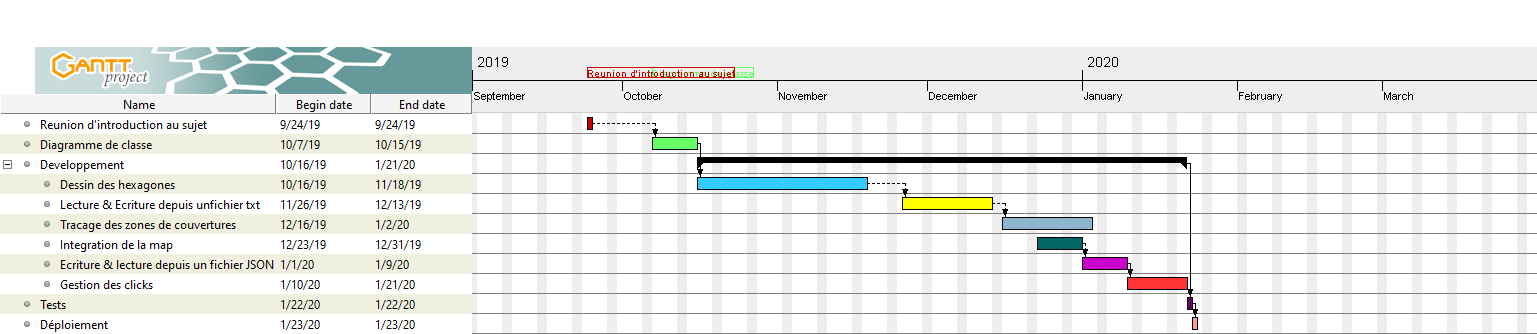 GANTT
project
2019
2020
Reunion d'introduction au sujet
asse
September
October
November
December
January
February
March
Name Begin date End date
Reunion d'introduction au sujet 9/24/19 9/24/19
Diagramme de classe 10/7/19 10/15/19
Developpement 10/16/19 1/21/20
Dessin des hexagones 10/16/19 11/18/19
Lecture & Ecriture depuis unfichier txt 11/26/19 12/13/19
Tracage des zones de couvertures 12/16/19 1/2/20
Integration de la map 12/23/19 12/31/19
Ecriture & lecture depuis un fichier JSON 1/1/20 1/9/20
Gestion des clicks 1/10/20 1/21/20
Tests 1/22/20 1/22/20
Déploiement 1/23/20 1/23/20